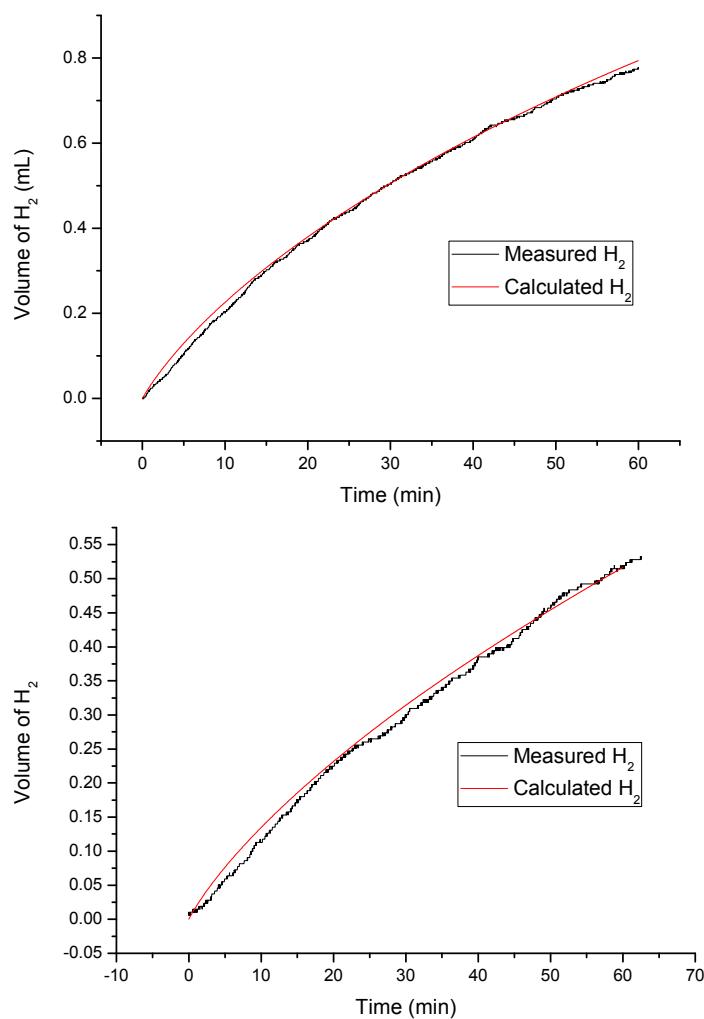 0.8
0.6
0.4
0.2
0.0
Volume of H₂ (mL)
Measured H₂
Calculated H₂
0 10 20 30 40 50 60
Time (min)
0.55
0.50
0.45
0.40
0.35
0.30
0.25
0.20
0.15
0.10
0.05
0.00
-0.05
Volume of H₂
Measured H₂
Calculated H₂
-10 0 10 20 30 40 50 60 70
Time (min)